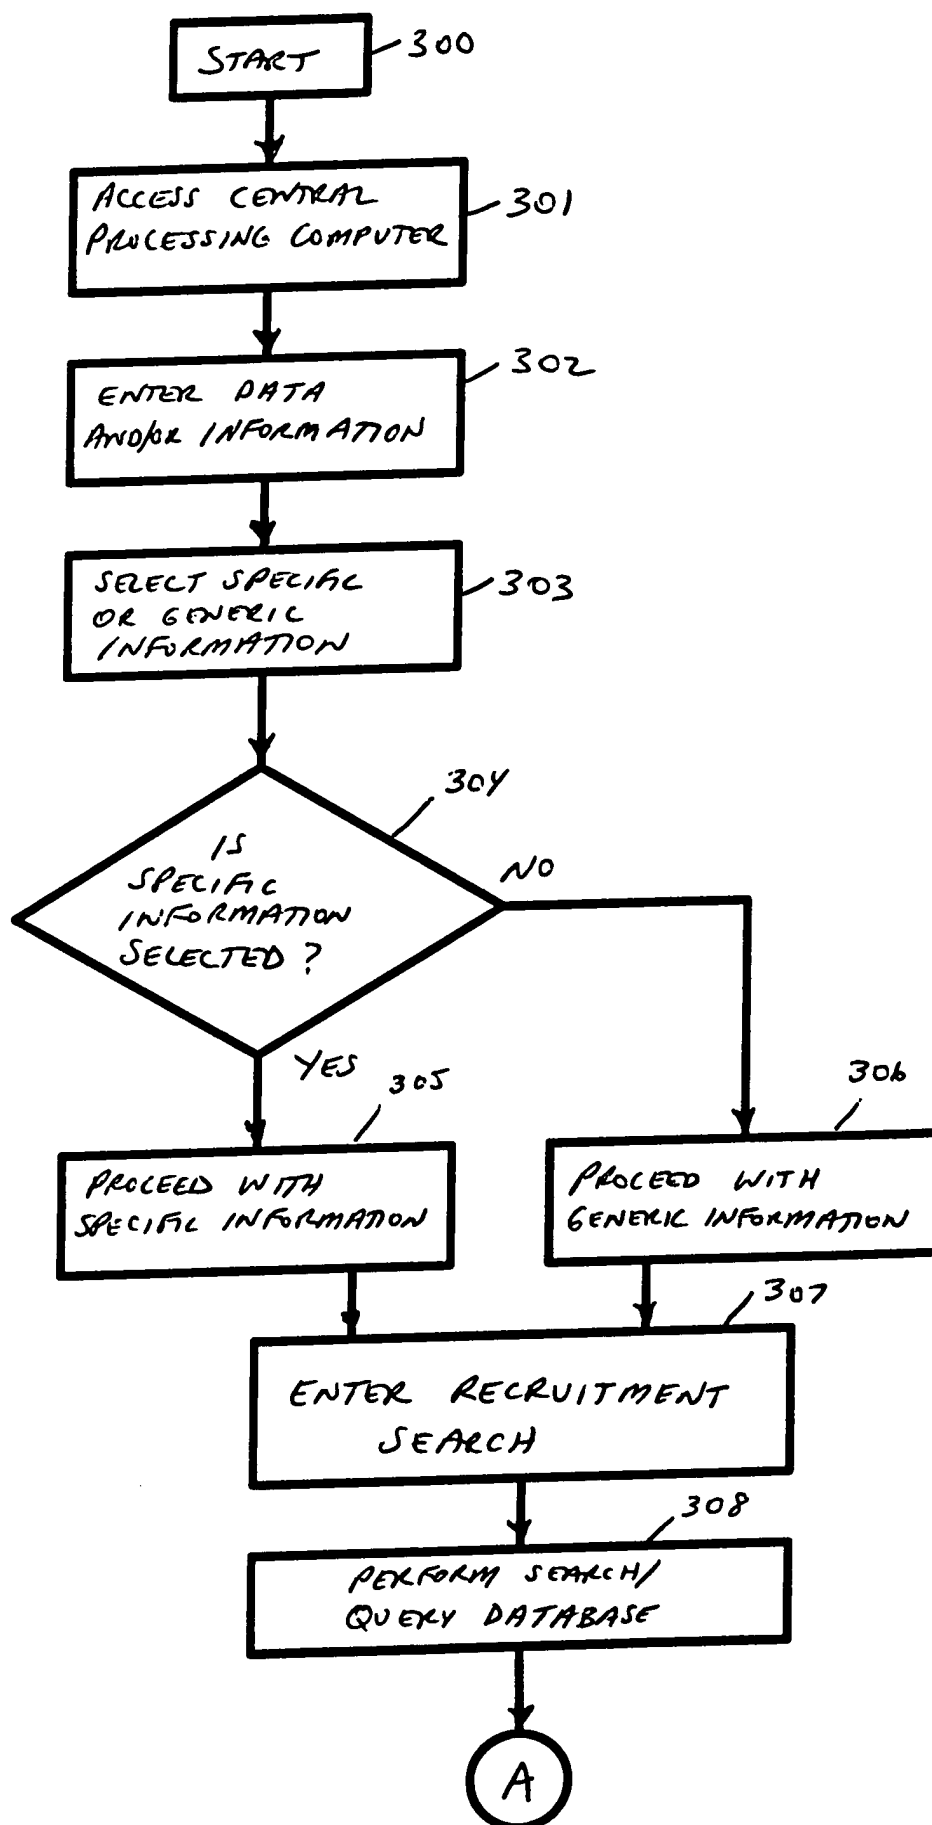 START
300
ACCESS CENTRAL
PROCESSING COMPUTER
301
ENTER DATA
AND/OR INFORMATION
302
SELECT SPECIFIC
OR GENERIC
INFORMATION
303
304
IS
SPECIFIC
INFORMATION
SELECTED?
NO
YES
305
306
PROCEED WITH
SPECIFIC INFORMATION
PROCEED WITH
GENERIC INFORMATION
307
ENTER RECRUITMENT
SEARCH
308
PERFORM SEARCH/
QUERY DATABASE
A